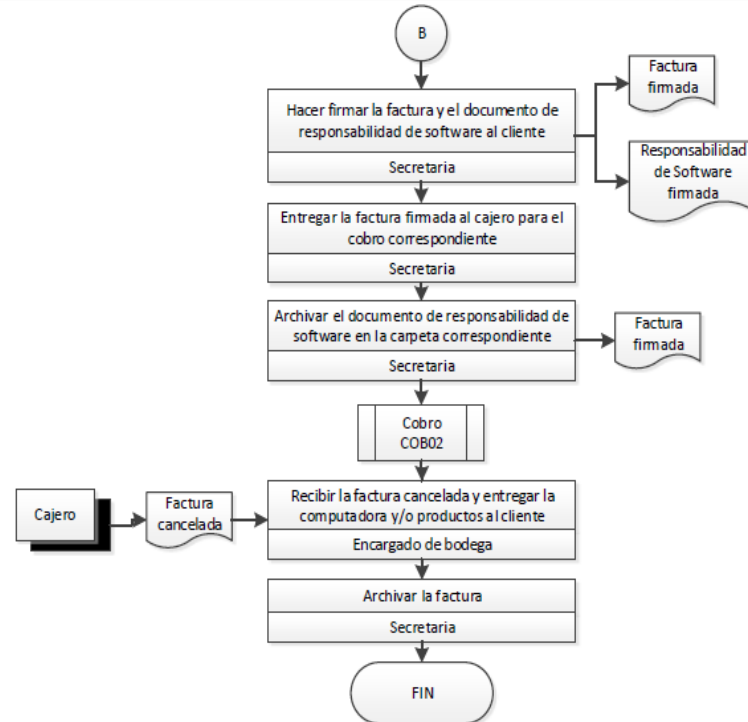 B
Hacer firmar la factura y el documento de
responsabilidad de software al cliente
Secretaria
Factura
firmada
Responsabilidad
de Software
firmada
Entregar la factura firmada al cajero para el
cobro correspondiente
Secretaria
Archivar el documento de responsabilidad de
software en la carpeta correspondiente
Secretaria
Factura
firmada
Cobro
COB02
Cajero
Factura
cancelada
Recibir la factura cancelada y entregar la
computadora y/o productos al cliente
Encargado de bodega
Archivar la factura
Secretaria
FIN